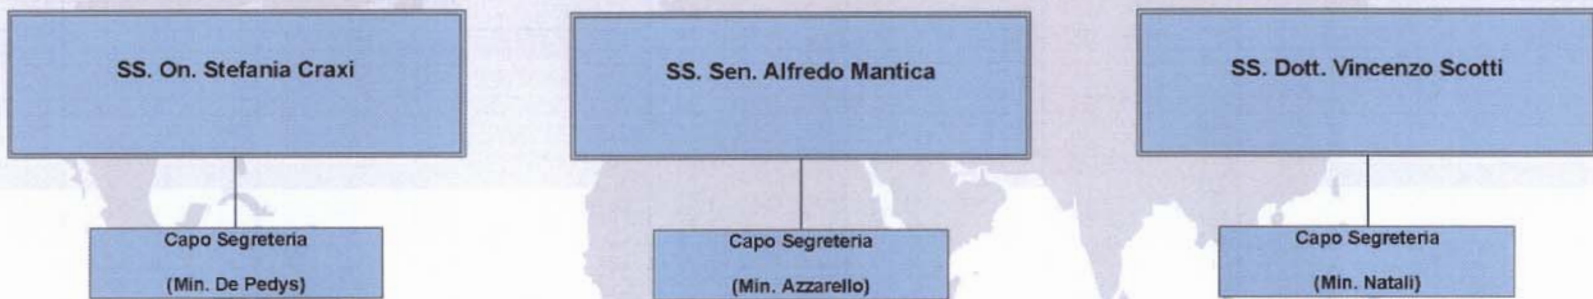 SS. On. Stefania Craxi
SS. Sen. Alfredo Mantica
SS. Dott. Vincenzo Scotti
Capo Segreteria
(Min. De Pedys)
Capo Segreteria
(Min. Azzarello)
Capo Segreteria
(Min. Natali)